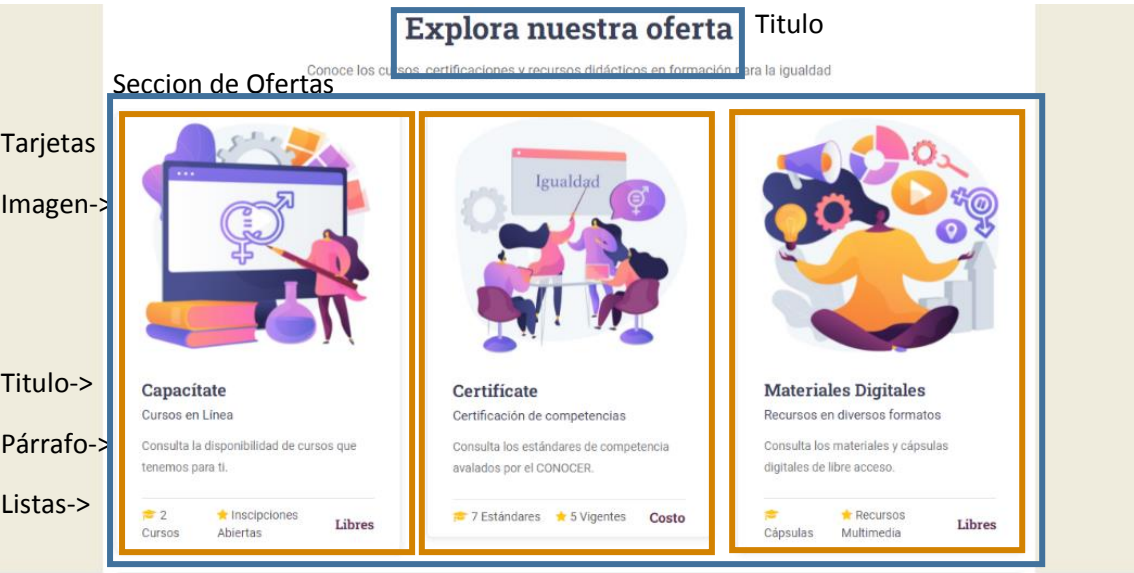 Explora nuestra oferta
Titulo
Conoce los cursos, certificaciones y recursos didácticos en formación para la igualdad
Seccion de Ofertas
Tarjetas
Imagen->
Igualdad
Titulo->
Párrafo->
Listas->
Capacítate
Cursos en Línea
Consulta la disponibilidad de cursos que
tenemos para ti.
2
Cursos
Inscipciones
Abiertas
Libres
Certifícate
Certificación de competencias
Consulta los estándares de competencia
avalados por el CONOCER.
7 Estándares
5 Vigentes
Costo
Materiales Digitales
Recursos en diversos formatos
Consulta los materiales y cápsulas
digitales de libre acceso.
Cápsulas
Recursos
Multimedia
Libres